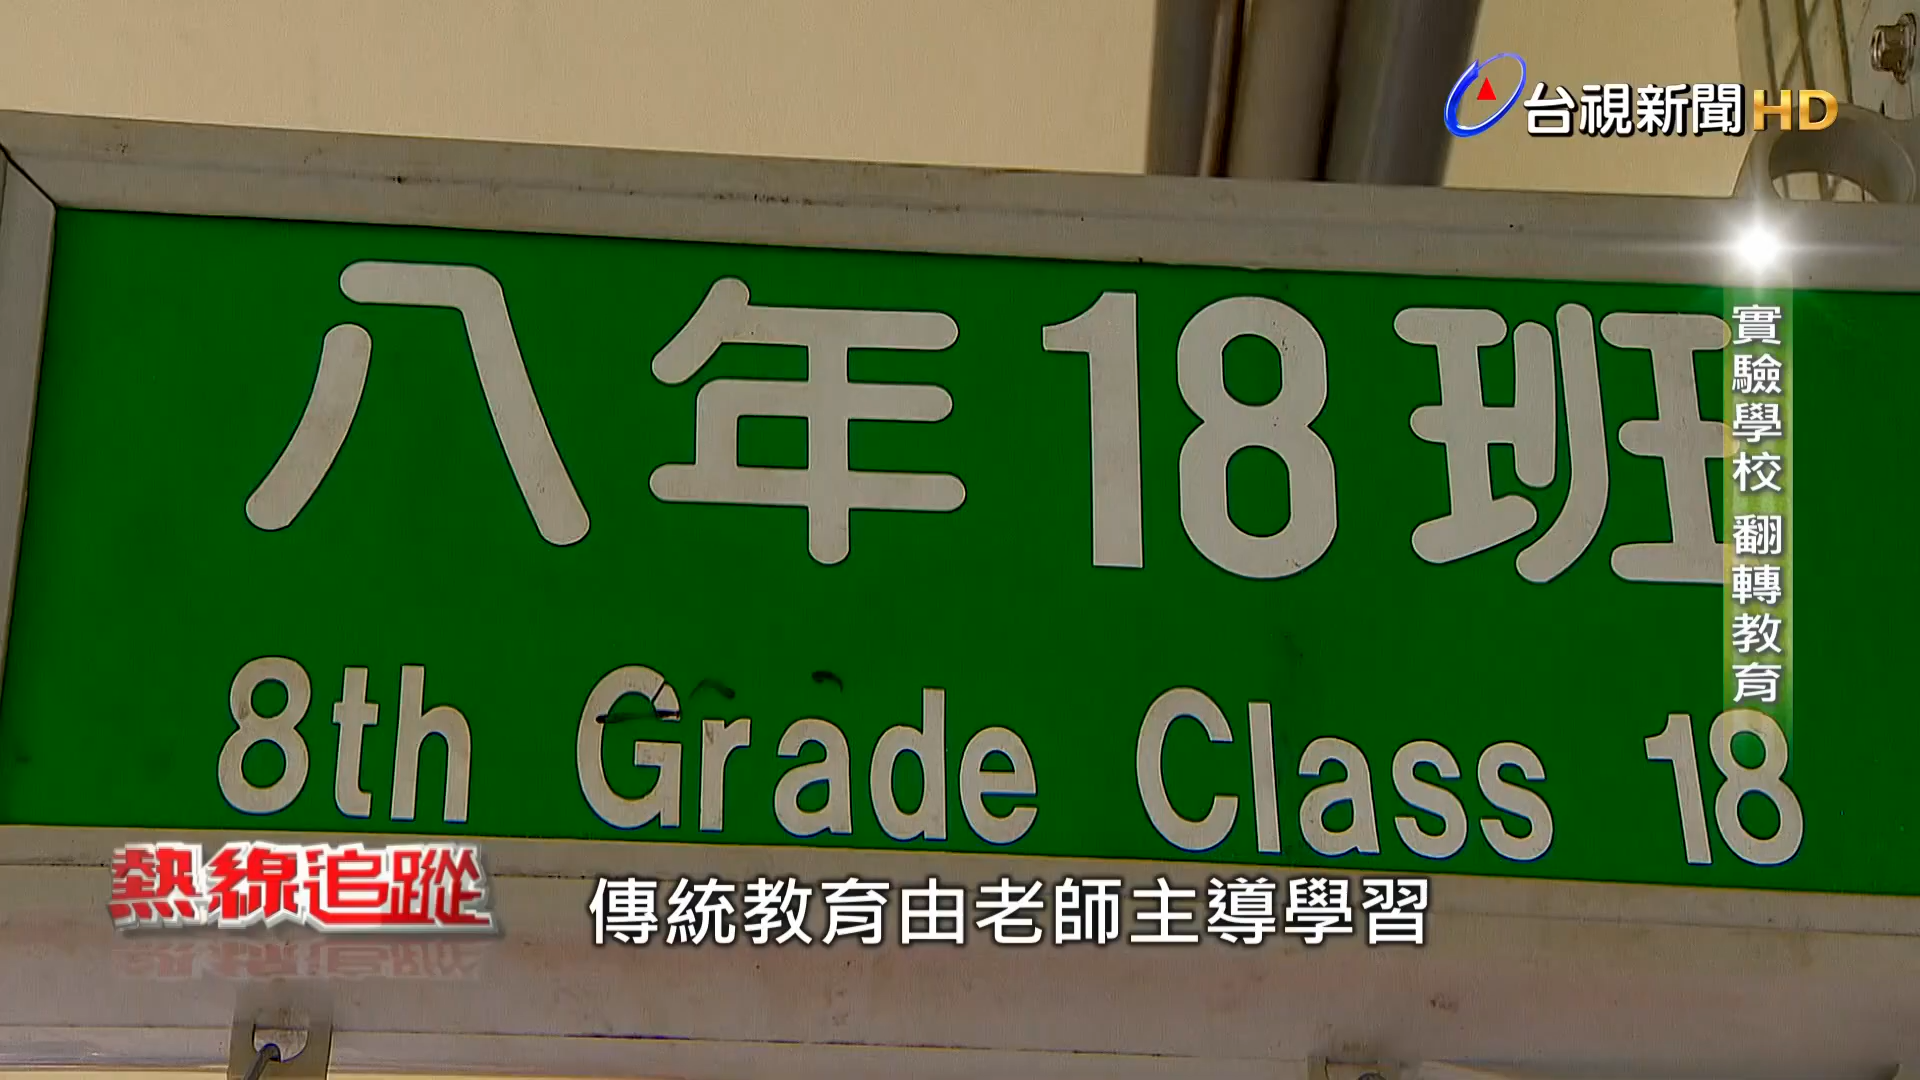 台視新聞HD
八年18班
8th Grade Class 18
實驗學校 翻轉教育
熱線追蹤
傳統教育由老師主導學習